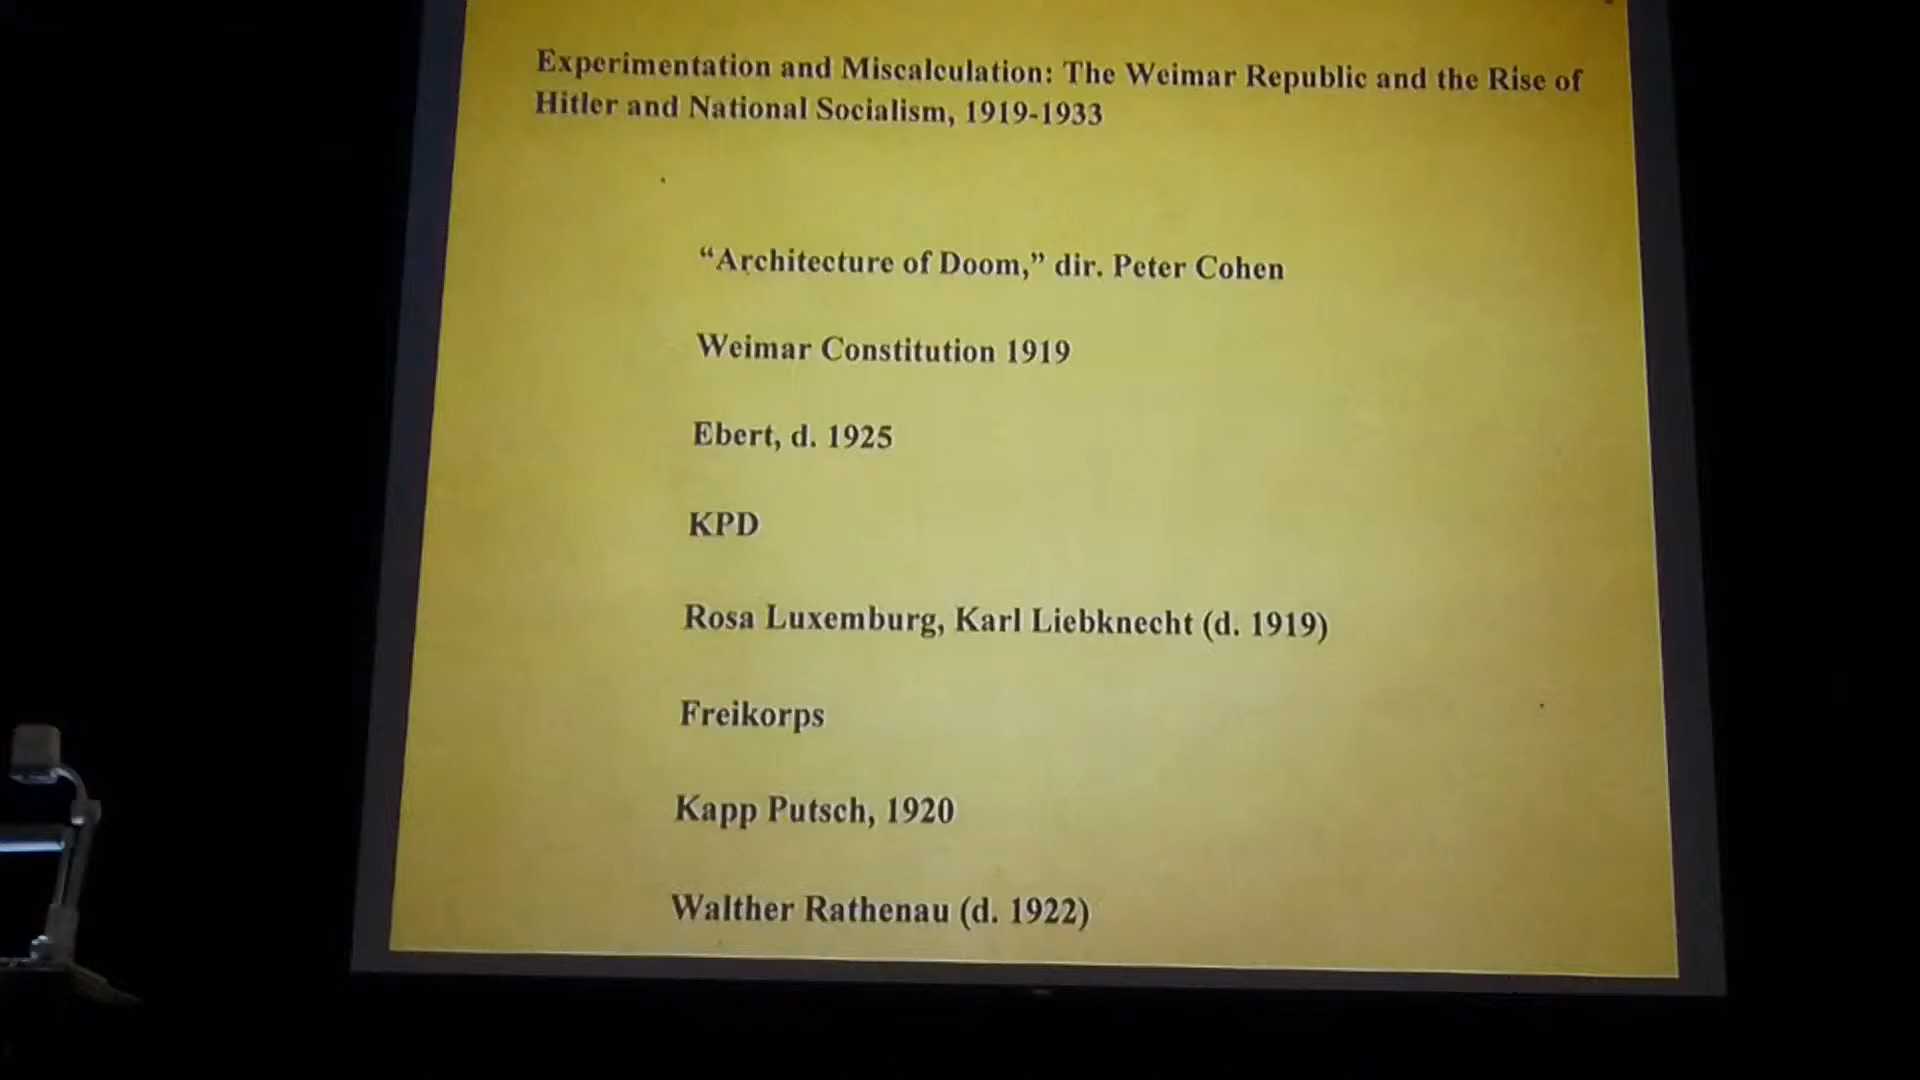 Experimentation and Miscalculation: The Weimar Republic and the Rise of
Hitler and National Socialism, 1919-1933
“Architecture of Doom,” dir. Peter Cohen
Weimar Constitution 1919
Ebert, d. 1925
KPD
Rosa Luxemburg, Karl Liebknecht (d. 1919)
Freikorps
Kapp Putsch, 1920
Walther Rathenau (d. 1922)